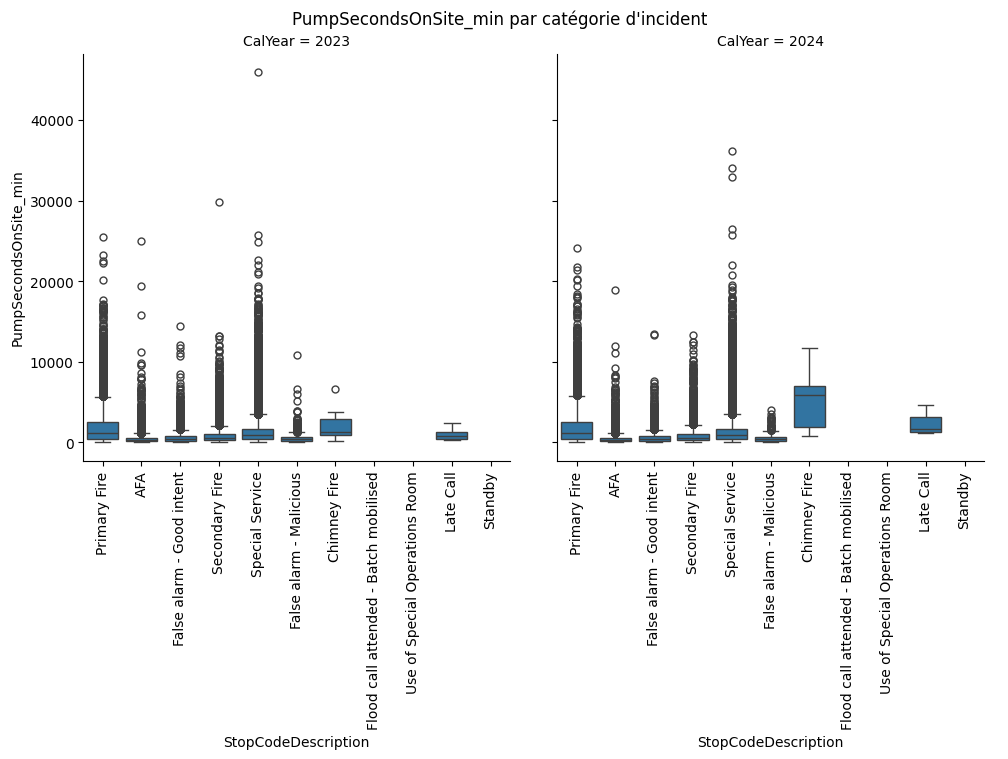 PumpSecondsOnSite_min par catégorie d'incident
CalYear = 2023
CalYear = 2024
PumpSecondsOnSite_min
40000
30000
20000
10000
0
Primary Fire
AFA
False alarm - Good intent
Secondary Fire
Special Service
False alarm - Malicious
Chimney Fire
Flood call attended - Batch mobilised
Use of Special Operations Room
Late Call
Standby
Primary Fire
AFA
False alarm - Good intent
Secondary Fire
Special Service
False alarm - Malicious
Chimney Fire
Flood call attended - Batch mobilised
Use of Special Operations Room
Late Call
Standby
StopCodeDescription
StopCodeDescription